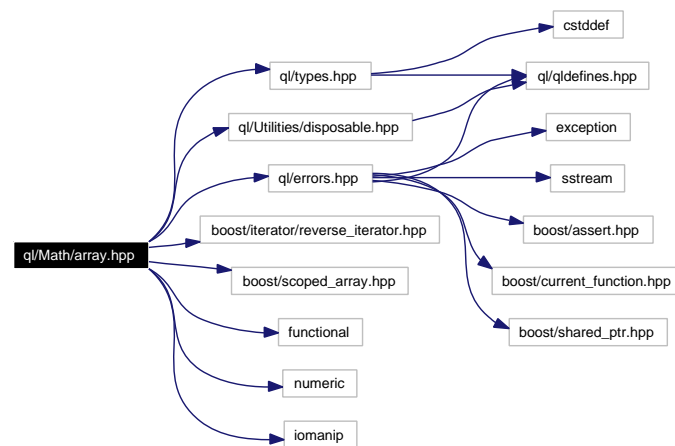 ql/Math/array.hpp
ql/types.hpp
ql/Utilities/disposable.hpp
ql/errors.hpp
boost/iterator/reverse_iterator.hpp
boost/scoped_array.hpp
functional
numeric
iomanip
cstddef
ql/qldefines.hpp
exception
sstream
boost/assert.hpp
boost/current_function.hpp
boost/shared_ptr.hpp